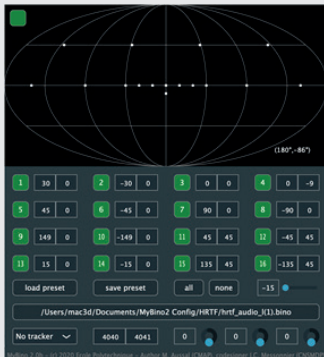 (180°,-86°)
1 30 0 2 -30 0 3 0 0 4 0 -9
5 45 0 6 -45 0 7 90 0 8 -90 0
9 149 0 10 -149 0 11 45 45 12 -45 45
13 15 0 14 -15 0 15 135 45 16 -135 45
load preset save preset all none -15
/Users/mac3d/Documents/MyBino2 Config/HRTF/hrtf_audio_l(1).bino
No tracker 4040 4041 0 0 0